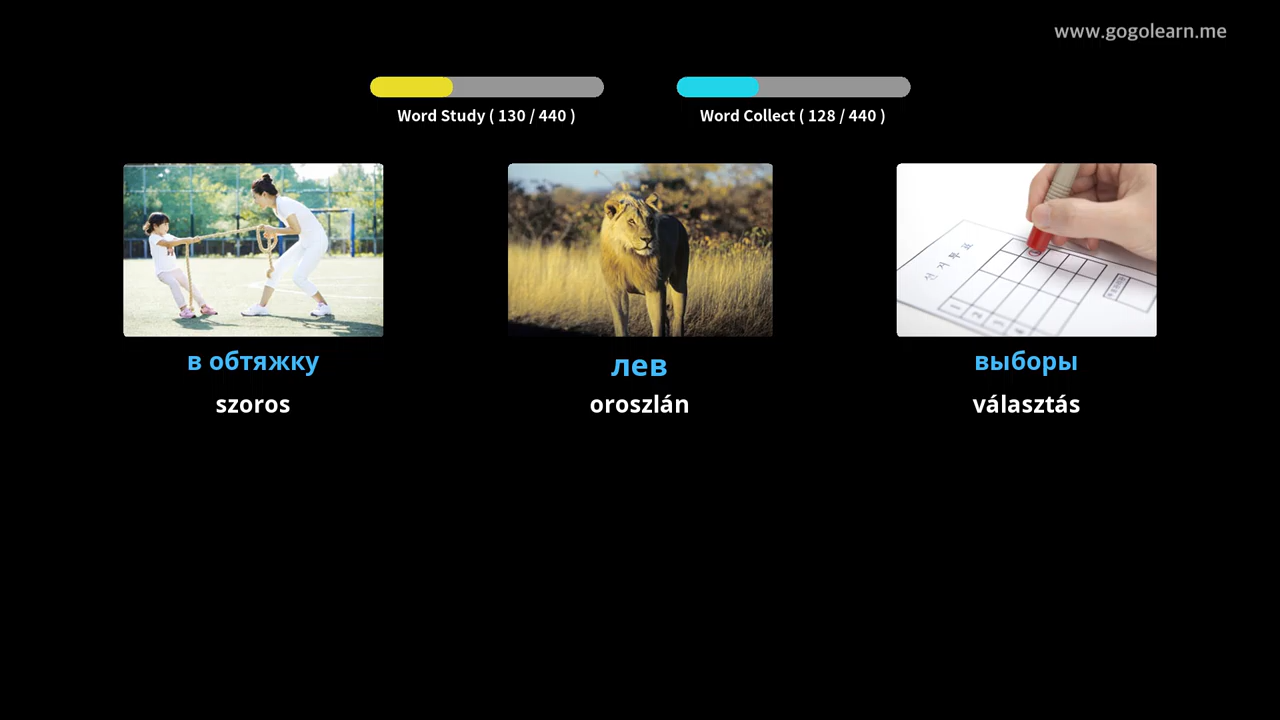 www.gogolearn.me
Word Study ( 130 / 440 )
Word Collect ( 128 / 440 )
в обтяжку
лев
выборы
szoros
oroszlán
választás